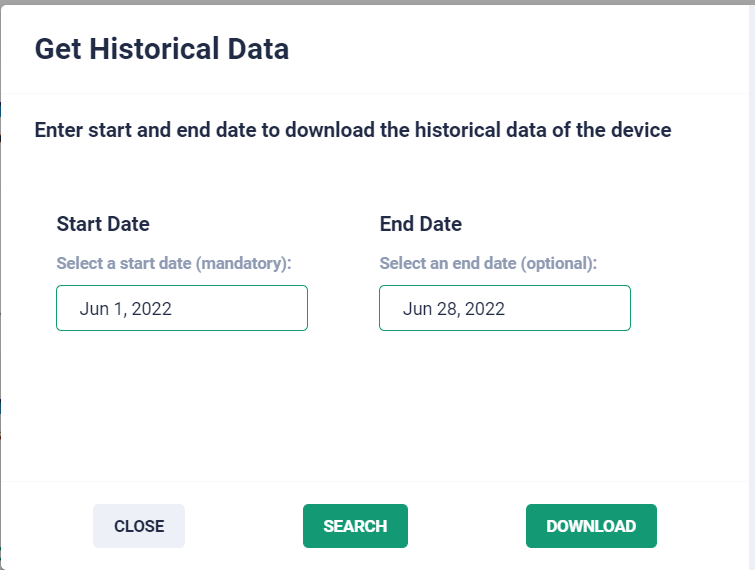 Get Historical Data
Enter start and end date to download the historical data of the device
Start Date
End Date
Select a start date (mandatory):
Select an end date (optional):
Jun 1, 2022
Jun 28, 2022
CLOSE
SEARCH
DOWNLOAD